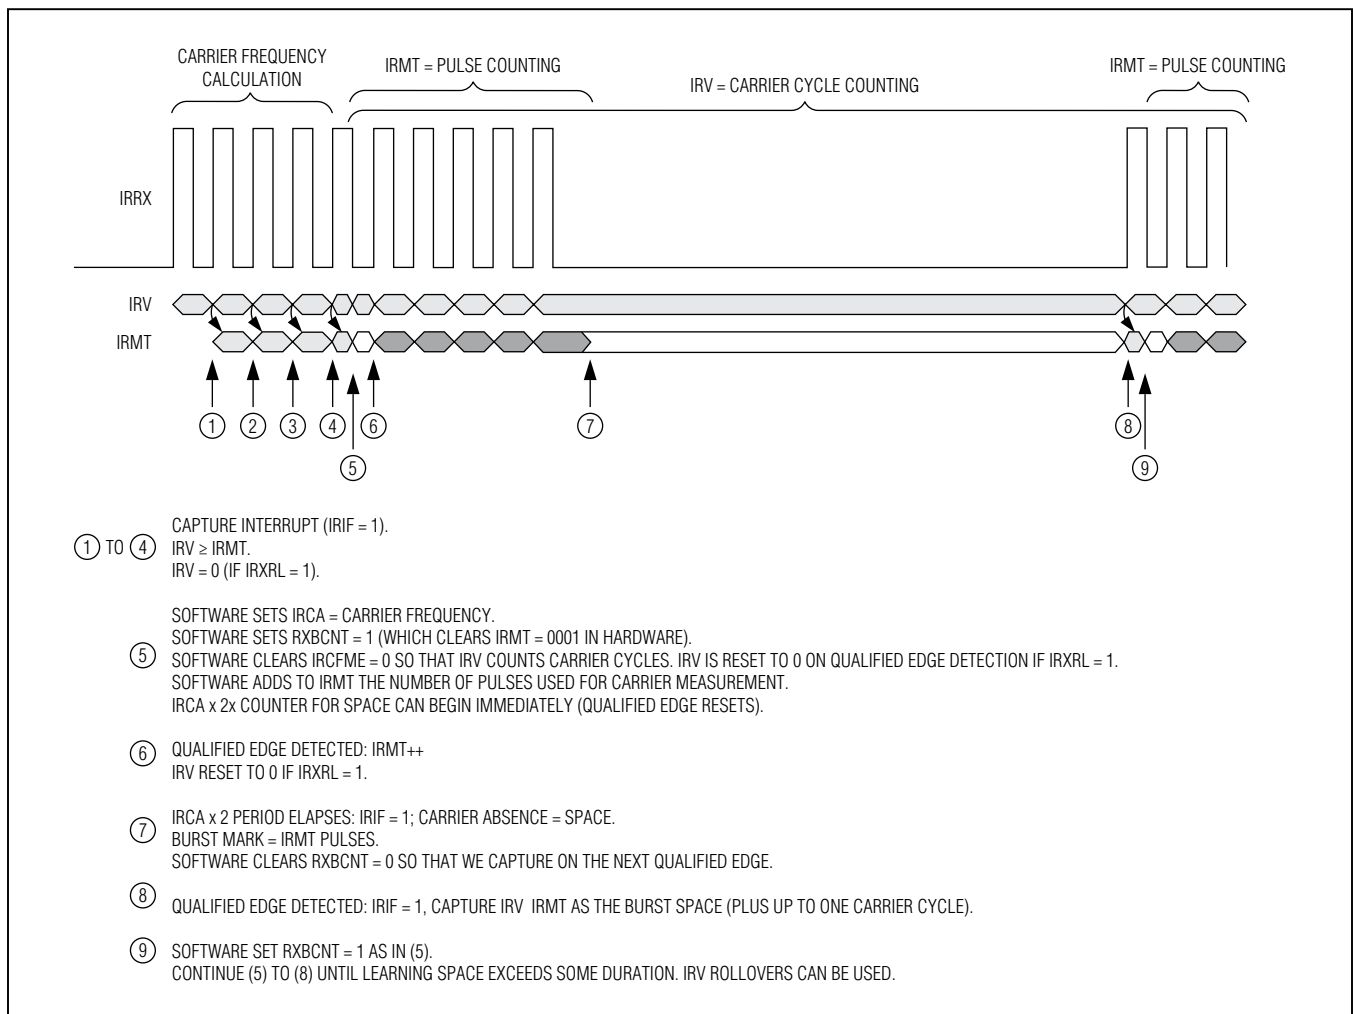 CARRIER FREQUENCY
CALCULATION
IRMT = PULSE COUNTING
IRV = CARRIER CYCLE COUNTING
IRMT = PULSE COUNTING
IRRX
IRV
IRMT
1
2
3
4
6
7
8
5
9
1 TO 4
CAPTURE INTERRUPT (IRIF = 1).
IRV ≥ IRMT.
IRV = 0 (IF IRXRL = 1).
5
SOFTWARE SETS IRCA = CARRIER FREQUENCY.
SOFTWARE SETS RXBCNT = 1 (WHICH CLEARS IRMT = 0001 IN HARDWARE).
SOFTWARE CLEARS IRCFME = 0 SO THAT IRV COUNTS CARRIER CYCLES. IRV IS RESET TO 0 ON QUALIFIED EDGE DETECTION IF IRXRL = 1.
SOFTWARE ADDS TO IRMT THE NUMBER OF PULSES USED FOR CARRIER MEASUREMENT.
IRCA x 2x COUNTER FOR SPACE CAN BEGIN IMMEDIATELY (QUALIFIED EDGE RESETS).
6
QUALIFIED EDGE DETECTED: IRMT++
IRV RESET TO 0 IF IRXRL = 1.
7
IRCA x 2 PERIOD ELAPSES: IRIF = 1; CARRIER ABSENCE = SPACE.
BURST MARK = IRMT PULSES.
SOFTWARE CLEARS RXBCNT = 0 SO THAT WE CAPTURE ON THE NEXT QUALIFIED EDGE.
8
QUALIFIED EDGE DETECTED: IRIF = 1, CAPTURE IRV IRMT AS THE BURST SPACE (PLUS UP TO ONE CARRIER CYCLE).
9
SOFTWARE SET RXBCNT = 1 AS IN (5).
CONTINUE (5) TO (8) UNTIL LEARNING SPACE EXCEEDS SOME DURATION. IRV ROLLOVERS CAN BE USED.